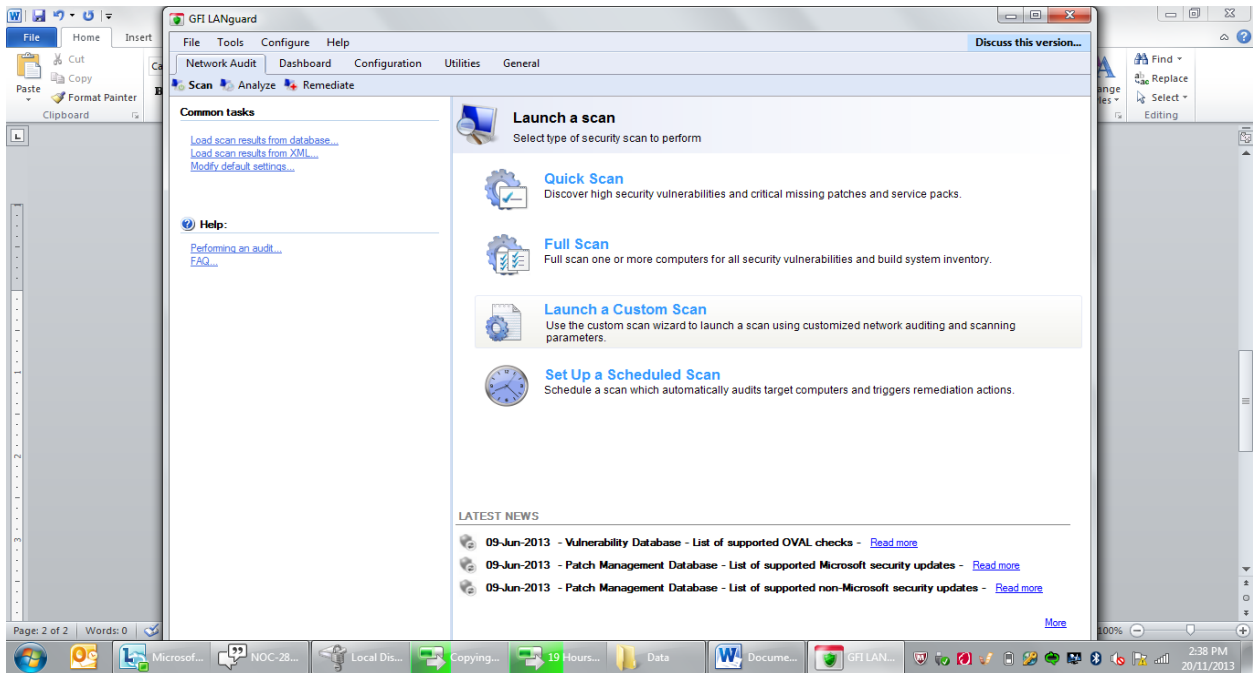 File
Home
Insert
Cut
Copy
Format Painter
Paste
Clipboard
Ca
B
Find
Replace
Select
Editing
GFI LANguard
File Tools Configure Help
Discuss this version...
Network Audit Dashboard Configuration Utilities General
Scan Analyze Remediate
Common tasks
Load scan results from database...
Load scan results from XML...
Modify default settings...
Help:
Performing an audit...
FAQ...
Launch a scan
Select type of security scan to perform
Quick Scan
Discover high security vulnerabilities and critical missing patches and service packs.
Full Scan
Full scan one or more computers for all security vulnerabilities and build system inventory.
Launch a Custom Scan
Use the custom scan wizard to launch a scan using customized network auditing and scanning
parameters.
Set Up a Scheduled Scan
Schedule a scan which automatically audits target computers and triggers remediation actions.
LATEST NEWS
09-Jun-2013 - Vulnerability Database - List of supported OVAL checks - Read more
09-Jun-2013 - Patch Management Database - List of supported Microsoft security updates - Read more
09-Jun-2013 - Patch Management Database - List of supported non-Microsoft security updates - Read more
More
Page: 2 of 2 Words: 0
100%
Microsof... NOC-28... Local Dis... Copying... 19 Hours... Data Docume... GFI LAN...
2:38 PM
20/11/2013